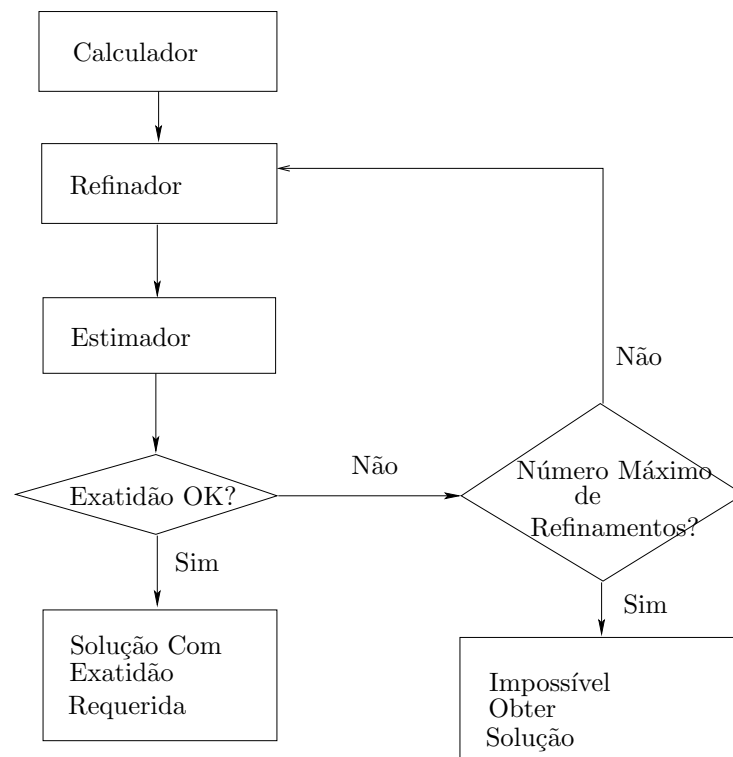 Calculador
Refinador
Estimador
Não
Exatidão OK?
Não
Número Máximo
de
Refinamentos?
Sim
Sim
Solução Com
Exatidão
Requerida
Impossível
Obter
Solução